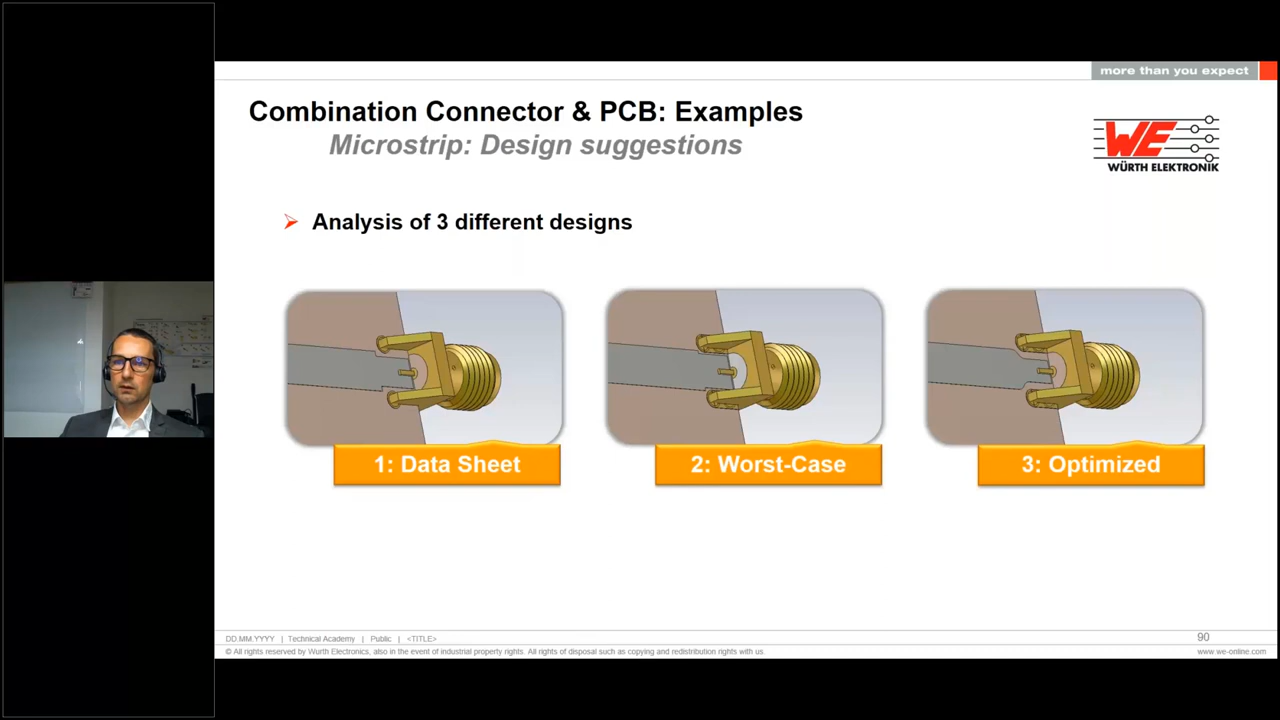 more than you expect
Combination Connector & PCB: Examples
Microstrip: Design suggestions
WE
WÜRTH ELEKTRONIK
Analysis of 3 different designs
1: Data Sheet
2: Worst-Case
3: Optimized
DD.MM.YYYY | Technical Academy | Public | <TITLE>
90
© All rights reserved by Wurth Electronics, also in the event of industrial property rights. All rights of disposal such as copying and redistribution rights with us.
www.we-online.com